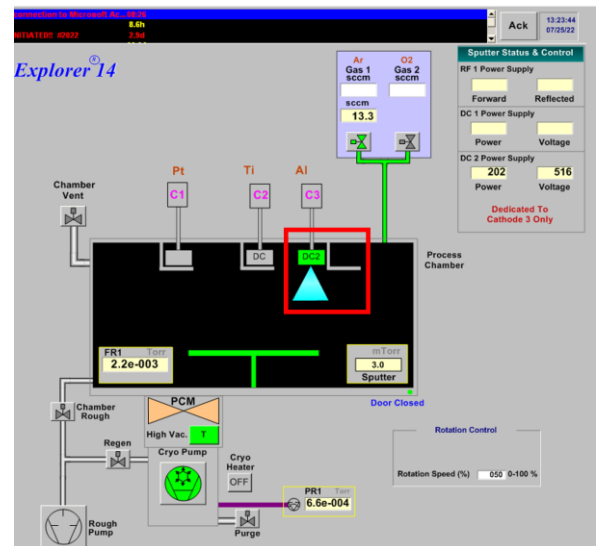 connection to Microsoft Ac... 08:20
8.6h
INITIATED!! JO022 2.9d
Ack
13:23:44
07/25/22
Explorer® 14
Ar O2
Gas 1 Gas 2
sccm sccm
sccm
13.3
Sputter Status & Control
RF 1 Power Supply
Forward Reflected
DC 1 Power Supply
Power Voltage
DC 2 Power Supply
202 516
Power Voltage
Dedicated To
Cathode 3 Only
Pt Ti Al
C1 C2 C3
Chamber
Vent
DC DC2
Process
Chamber
FR1 Torr
2.2e-003
mTorr
3.0
Sputter
Door Closed
PCM
Chamber
Rough
High Vac. T
Regen
Cryo Pump
Cryo
Heater
OFF
Rotation Control
Rotation Speed (%) 050 0-100 %
PR1 Torr
6.6e-004
Purge
Rough
Pump